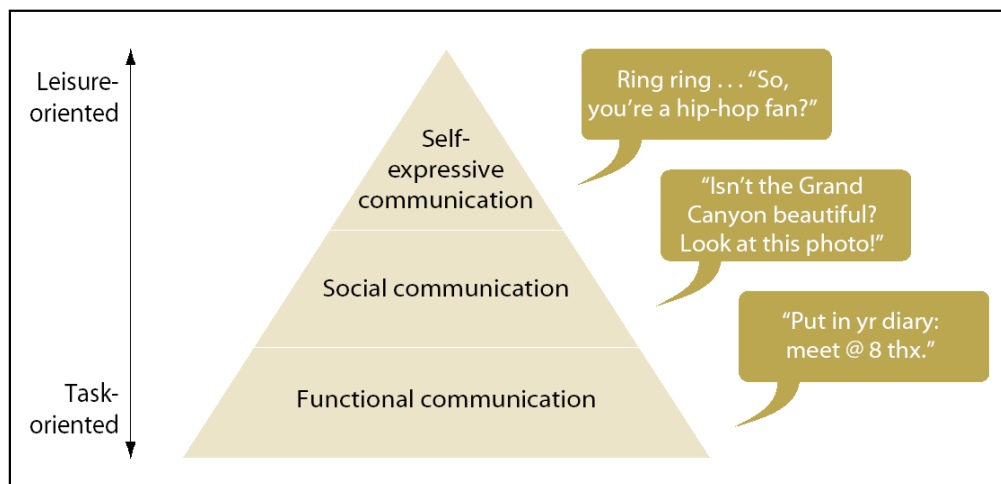 Leisure-
oriented
Self-
expressive
communication
Ring ring . . . “So,
you’re a hip-hop fan?”
Social communication
“Isn’t the Grand
Canyon beautiful?
Look at this photo!”
Task-
oriented
Functional communication
“Put in yr diary:
meet @ 8 thx.”